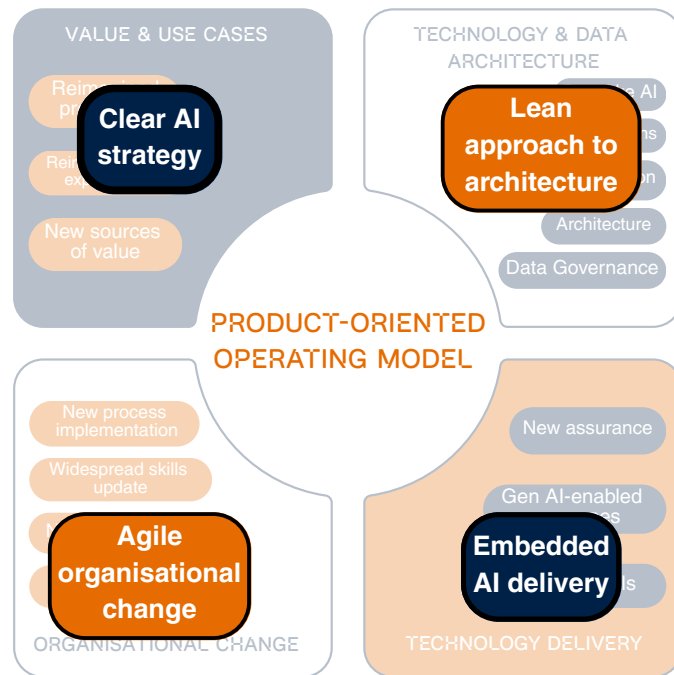 VALUE & USE CASES
Clear AI
strategy
New sources
of value
TECHNOLOGY & DATA
ARCHITECTURE
AI
Lean
approach to
architecture
Architecture
Data Governance
PRODUCT-ORIENTED
OPERATING MODEL
New process
implementation
Widespread skills
update
Agile
organisational
change
ORGANISATIONAL CHANGE
New assurance
Gen AI-enabled
Embedded
AI delivery
TECHNOLOGY DELIVERY